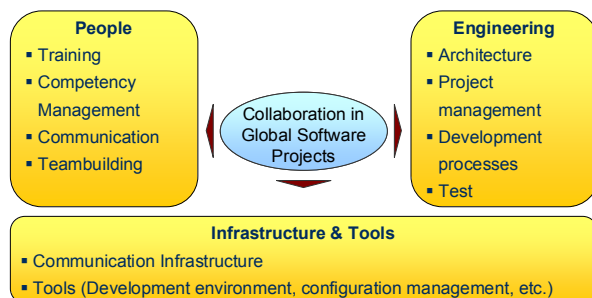 People
▪ Training
▪ Competency
Management
▪ Communication
▪ Teambuilding
Collaboration in
Global Software
Projects
Engineering
▪ Architecture
▪ Project
management
▪ Development
processes
▪ Test
Infrastructure & Tools
▪ Communication Infrastructure
▪ Tools (Development environment, configuration management, etc.)